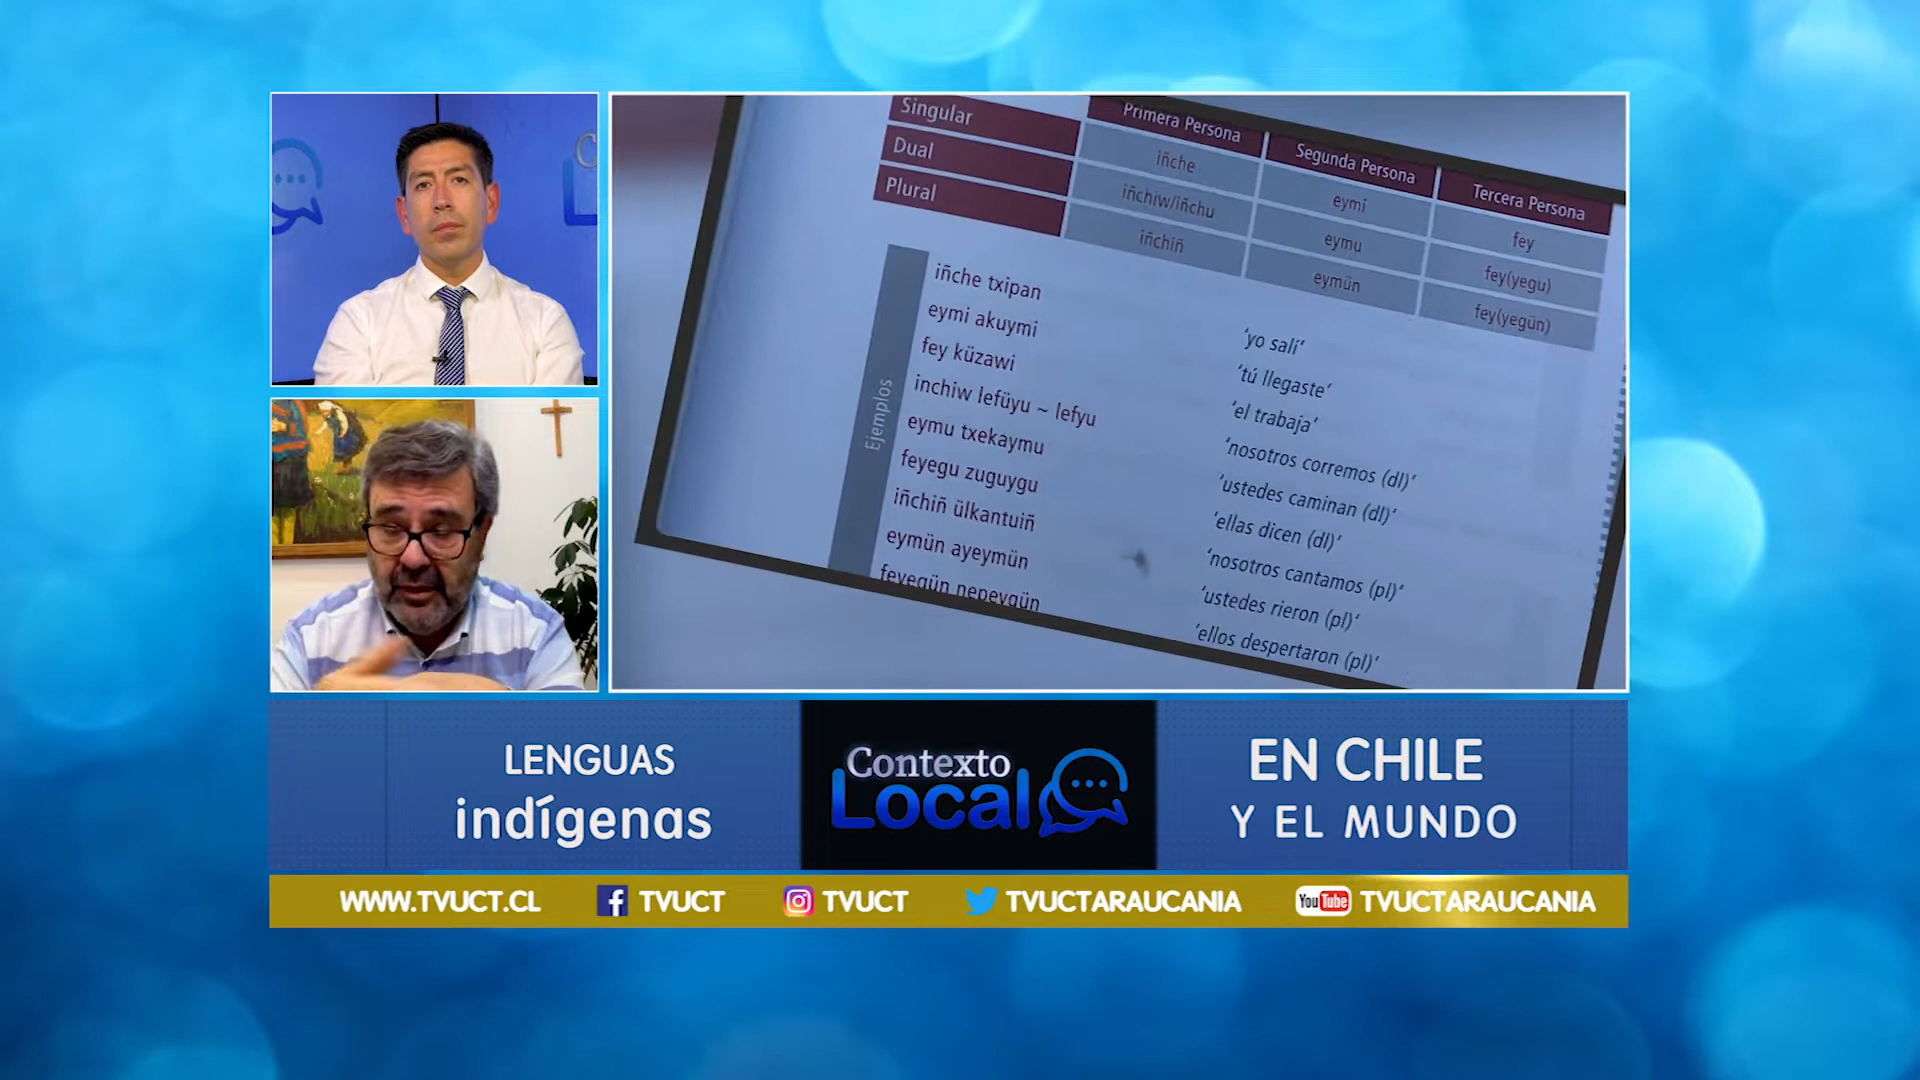 Singular
Dual
Plural
Primera Persona
Segunda Persona
Tercera Persona
iñche
eymi
fey
iñchiw/iñchu
eymu
fey(yegu)
iñchiñ
eymün
fey(yegün)
Ejemplos
iñche txipan
'yo salí'
eymi akuymi
'tú llegaste'
fey küzawi
'el trabaja'
inchiw lefüyu ~ lefyu
'nosotros corremos (dl)'
eymu txekaymu
'ustedes caminan (dl)'
feyegu zuguygu
'ellas dicen (dl)'
iñchiñ ülkantuiñ
'nosotros cantamos (pl)'
eymün ayeymün
'ustedes rieron (pl)'
feyegün nepeygün
'ellos despertaron (pl)'
LENGUAS
indígenas
Contexto
Local
EN CHILE
Y EL MUNDO
WWW.TVUCT.CL TVUCT TVUCT TVUCTARAUCANIA You Tube TVUCTARAUCANIA